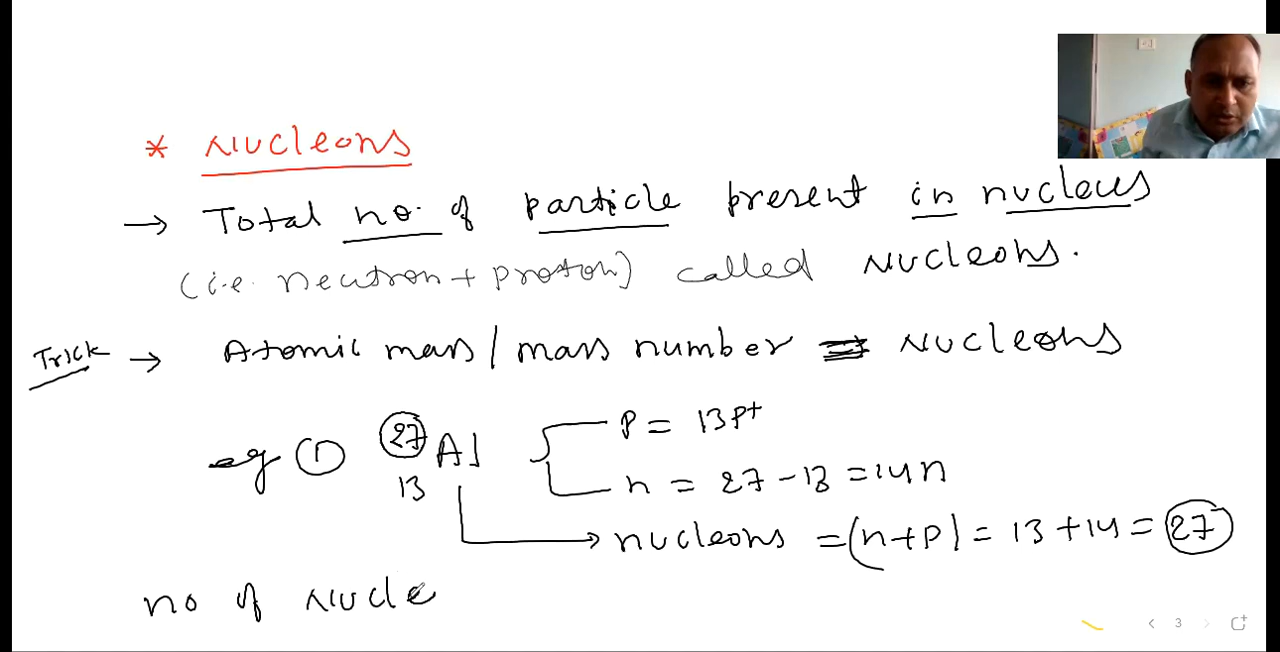 * Nucleons
→ Total no. of particle present in nucleus
(i.e. neutron + proton) called Nucleons.
Trick → Atomic mass / mass number = Nucleons
eg ① 27 13 Al P = 13P+
n = 27 - 13 = 14n
→ nucleons = (n+P) = 13 + 14 = 27
no of Nucle
< 3 >